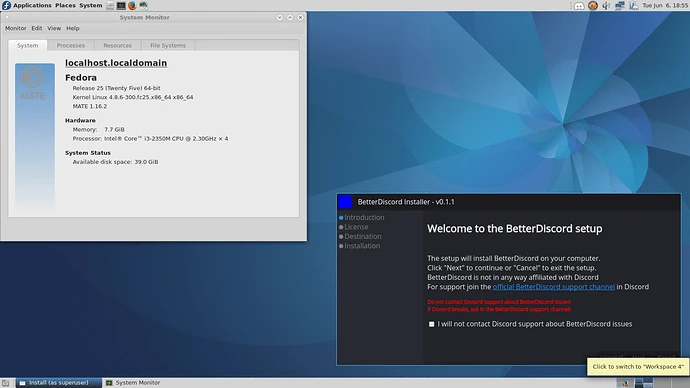 Applications Places System
Tue Jun 6, 18:55
System Monitor
Monitor Edit View Help
System Processes Resources File Systems
MATE
localhost.localdomain
Fedora
Release 25 (Twenty Five) 64-bit
Kernel Linux 4.8.6-300.fc25.x86_64 x86_64
MATE 1.16.2
Hardware
Memory: 7.7 GiB
Processor: Intel® Core™ i3-2350M CPU @ 2.30GHz × 4
System Status
Available disk space: 39.0 GiB
BetterDiscord Installer - v0.1.1
Introduction
License
Destination
Installation
Welcome to the BetterDiscord setup
The setup will install BetterDiscord on your computer.
Click "Next" to continue or "Cancel" to exit the setup.
BetterDiscord is not in any way affiliated with Discord
For support join the official BetterDiscord support channel in Discord
Do not contact Discord support about BetterDiscord issues!
If Discord breaks, ask in the BetterDiscord support channel!
I will not contact Discord support about BetterDiscord issues
Click to switch to "Workspace 4"
Install (as superuser)
System Monitor